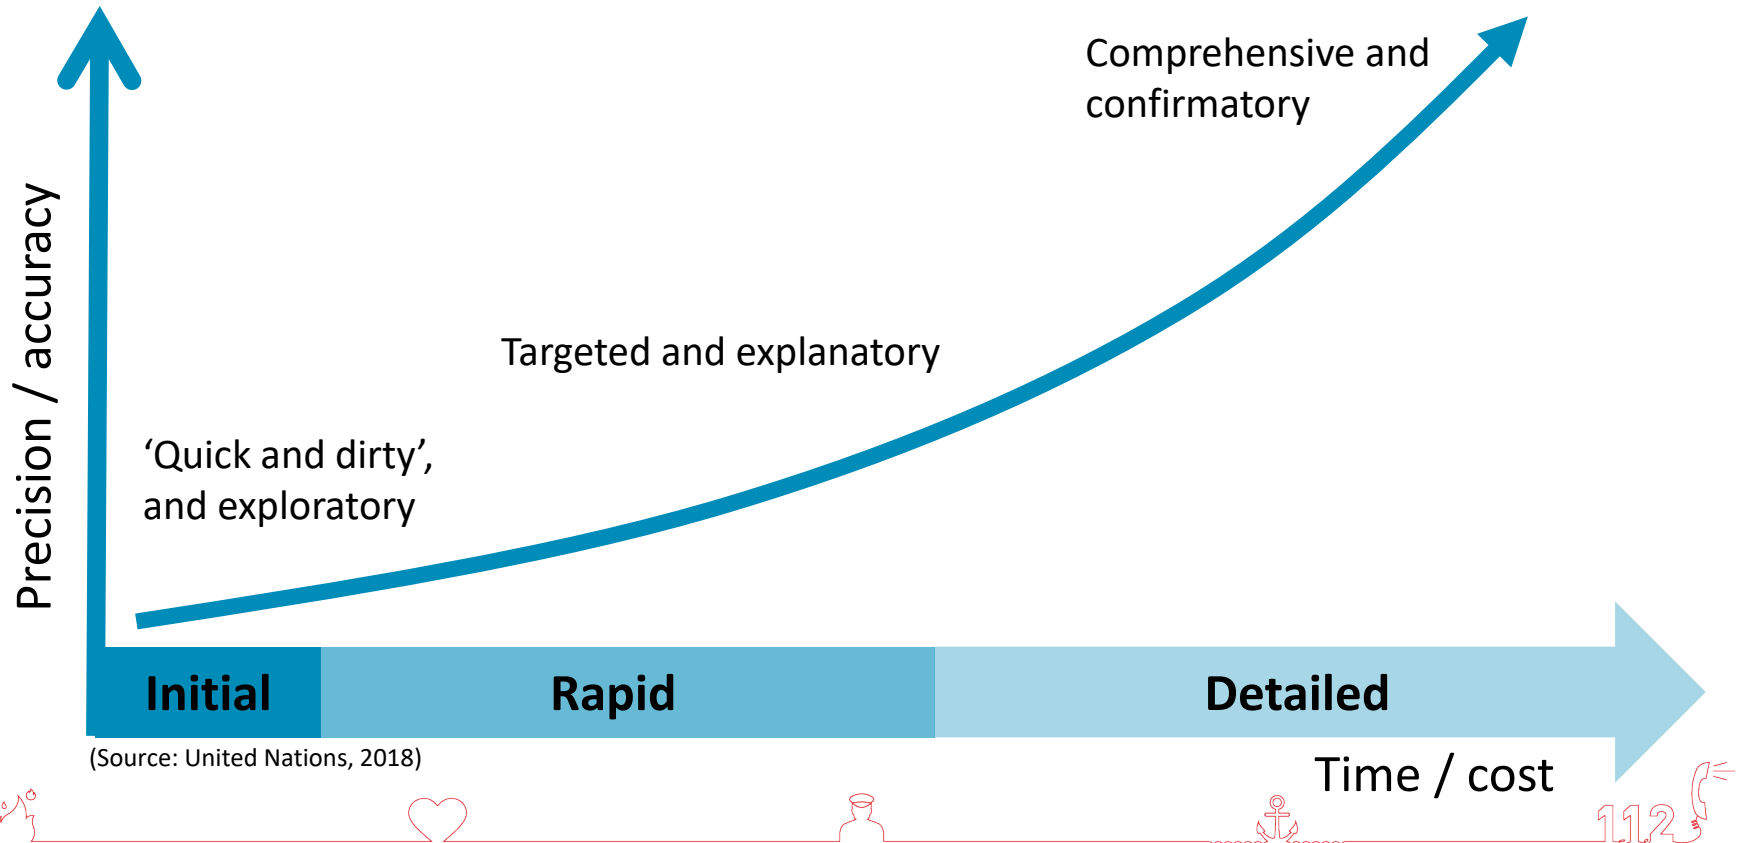 Comprehensive and
confirmatory
Precision / accuracy
Targeted and explanatory
‘Quick and dirty’,
and exploratory
Initial
Rapid
Detailed
(Source: United Nations, 2018)
Time / cost
112